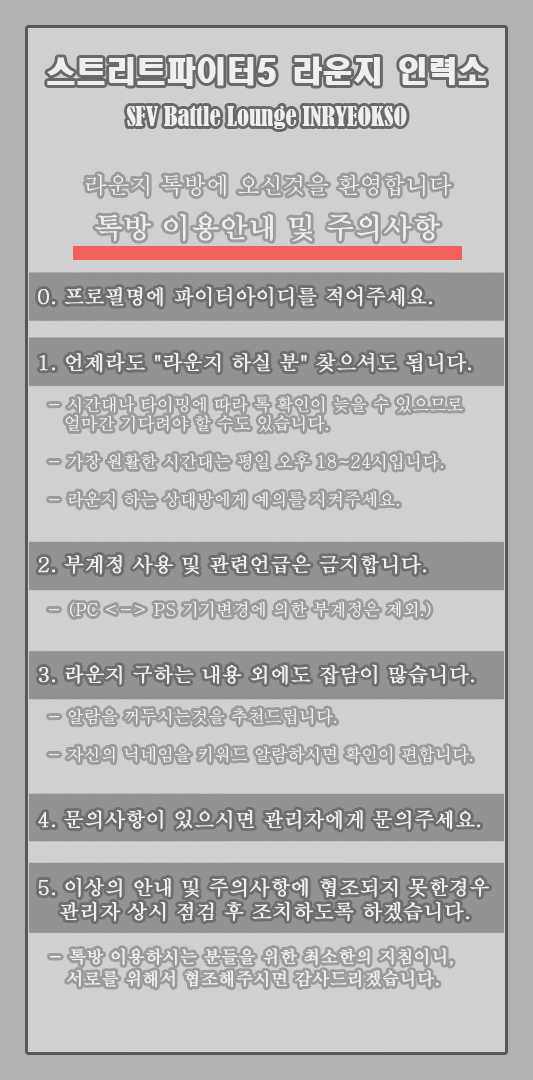 스트리트파이터5 라운지 인력소
SFV Battle Lounge INRYEOKSO
라운지 톡방에 오신것을 환영합니다
톡방 이용안내 및 주의사항
0. 프로필명에 파이터아이디를 적어주세요.
1. 언제라도 "라운지 하실 분" 찾으셔도 됩니다.
- 시간대나 타이밍에 따라 톡 확인이 늦을 수 있으므로
얼마간 기다려야 할 수도 있습니다.
- 가장 원활한 시간대는 평일 오후 18~24시입니다.
- 라운지 하는 상대방에게 예의를 지켜주세요.
2. 부계정 사용 및 관련언급은 금지합니다.
- (PC <-> PS 기기변경에 의한 부계정은 제외.)
3. 라운지 구하는 내용 외에도 잡담이 많습니다.
- 알람을 꺼두시는것을 추천드립니다.
- 자신의 닉네임을 키워드 알람하시면 확인이 편합니다.
4. 문의사항이 있으시면 관리자에게 문의주세요.
5. 이상의 안내 및 주의사항에 협조되지 못한경우
관리자 상시 점검 후 조치하도록 하겠습니다.
- 톡방 이용하시는 분들을 위한 최소한의 지침이니,
서로를 위해서 협조해주시면 감사드리겠습니다.